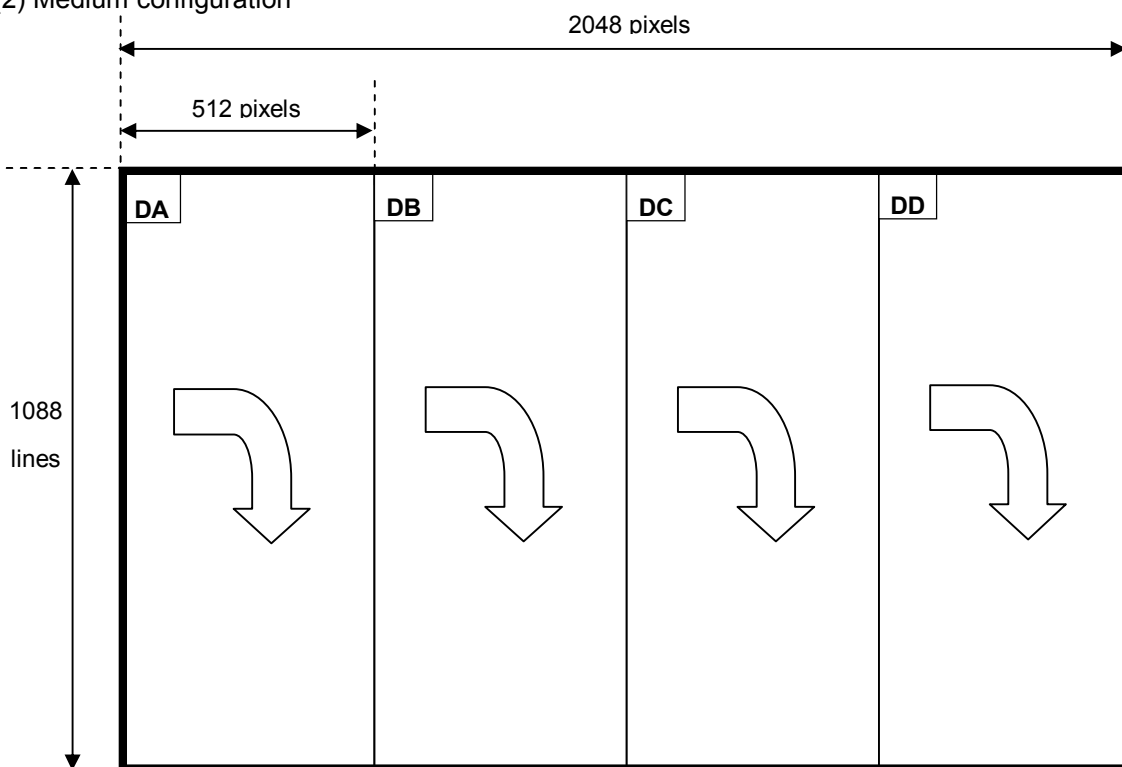 2) Medium configuration
2048 pixels
512 pixels
DA
DB
DC
DD
1088
lines